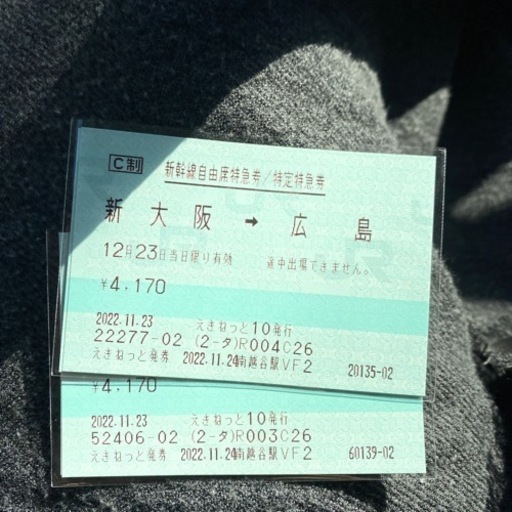 C制 新幹線自由席特急券/特定特急券
新大阪 → 広島
12月23日当日限り有効 途中出場できません。
¥4,170
2022.11.23 えきねっと10発行
22277-02 (2-タ)R004C26
えきねっと発券 2022.11.24南越谷駅VF2 20135-02
¥4,170
2022.11.23 えきねっと10発行
52406-02 (2-タ)R003C26
えきねっと発券 2022.11.24南越谷駅VF2 60139-02